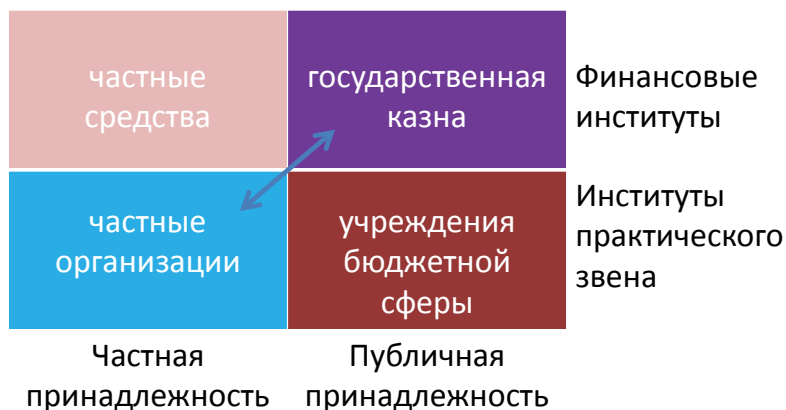 частные
средства
государственная
казна
Финансовые
институты
частные
организации
учреждения
бюджетной
сферы
Институты
практического
звена
Частная
принадлежность
Публичная
принадлежность